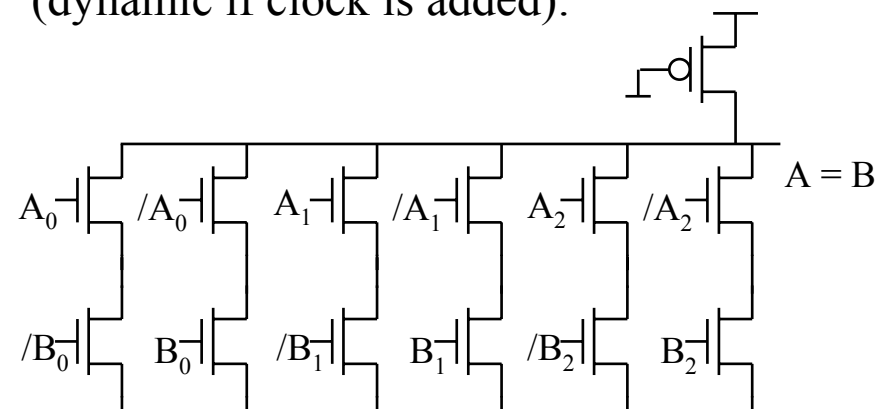 (dynamic if clock is added):
A = B
A₀ /A₀ A₁ /A₁ A₂ /A₂
/B₀ B₀ /B₁ B₁ /B₂ B₂